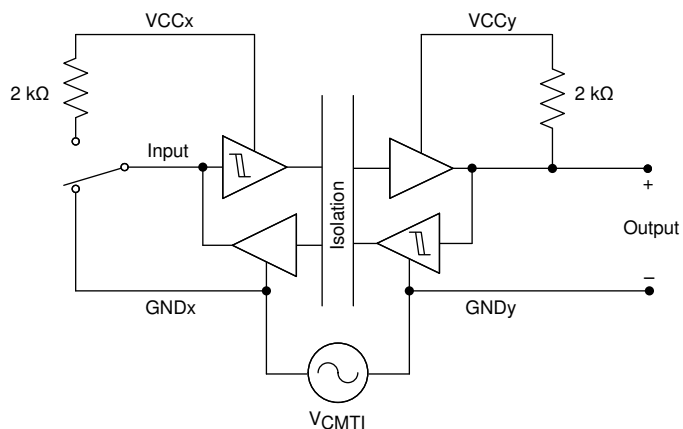 VCCx
VCCy
2 kΩ
2 kΩ
Input
Isolation
+
Output
–
GNDx
GNDy
VCMTI